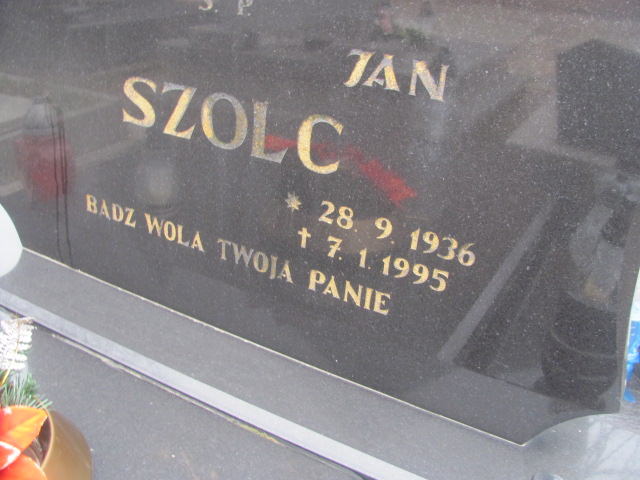 S P
JAN
SZOLC
* 28. 9. 1936
† 7. 1. 1995
BADZ WOLA TWOJA PANIE